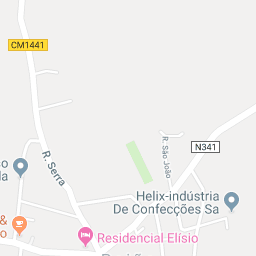 CM1441
R. São João
N341
R. Serra
Helix-indústria
De Confecções Sa
&
Residencial Elísio